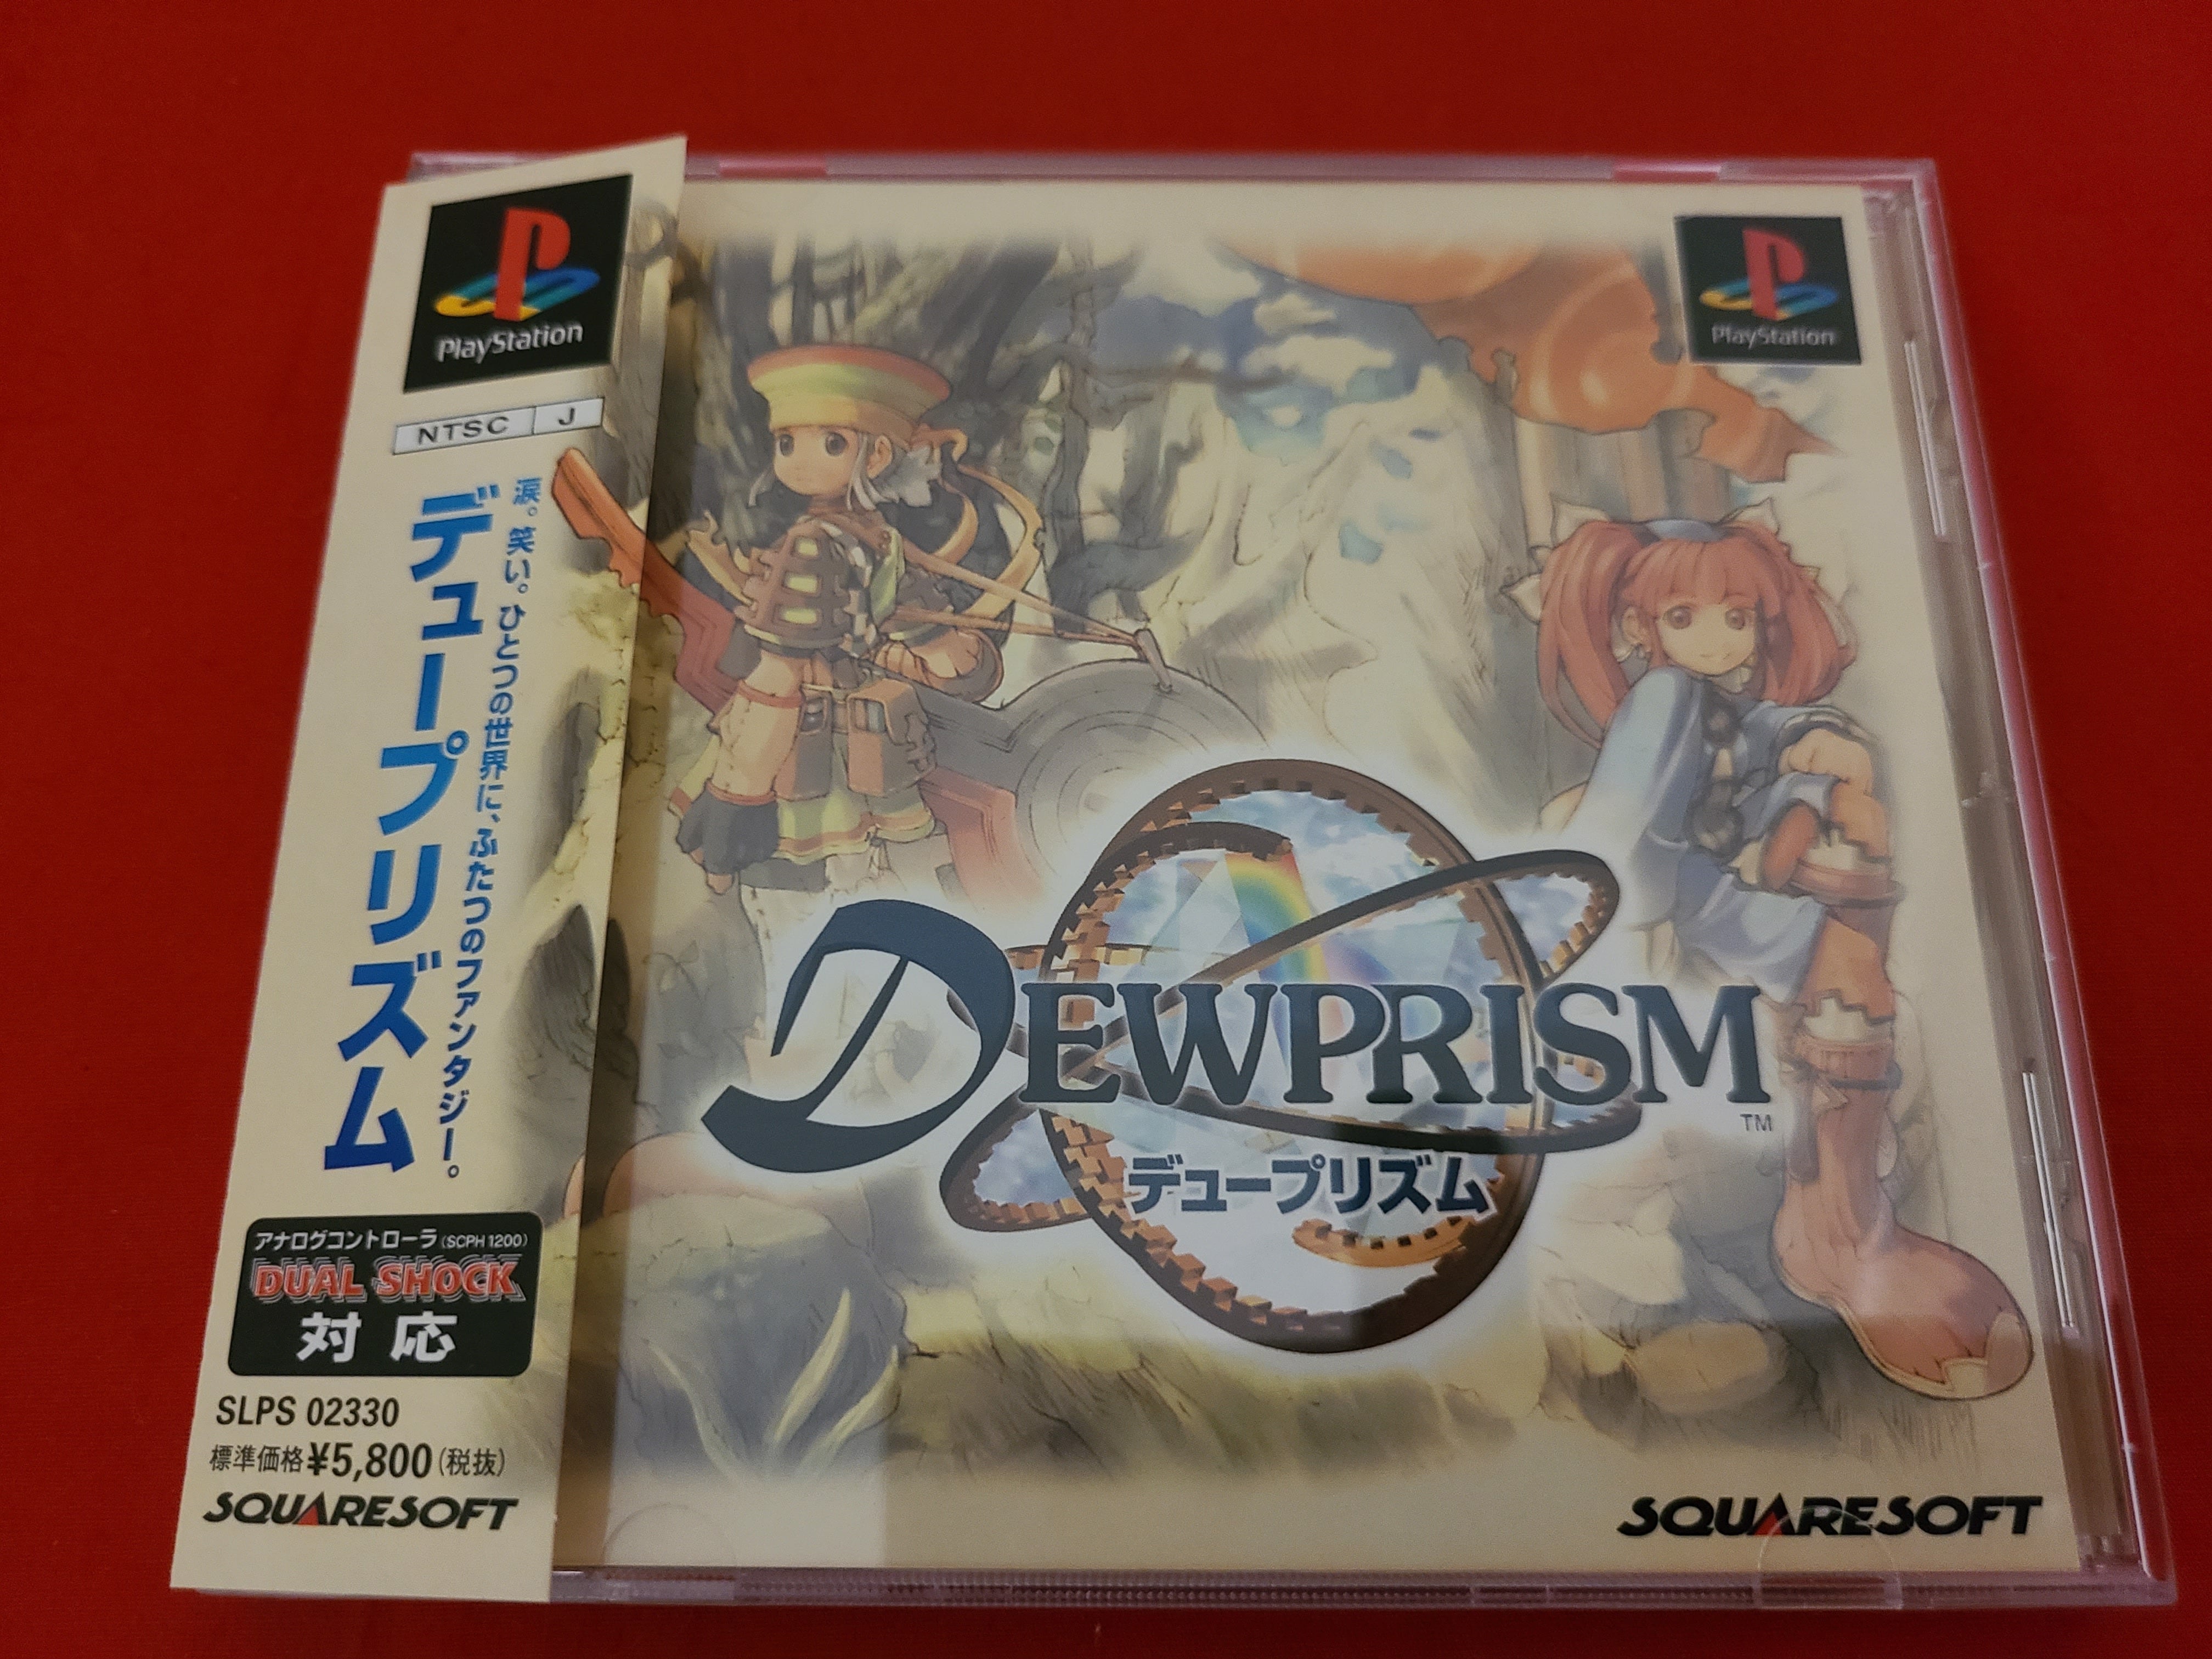 PlayStation
NTSC J
涙。笑い。ひとつの世界に、ふたつのファンタジー。
デュープリズム
アナログコントローラ(SCPH 1200)
DUAL SHOCK
対応
SLPS 02330
標準価格¥5,800(税抜)
SQUARESOFT
PlayStation
DEWPRISM
TM
デュープリズム
SQUARESOFT